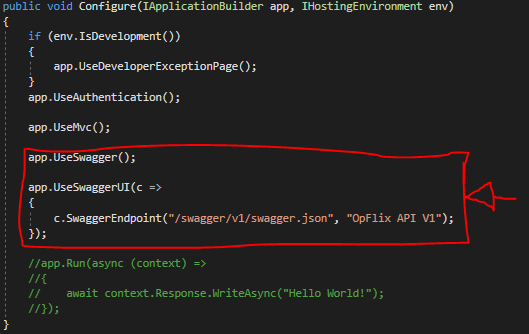 public void Configure(IApplicationBuilder app, IHostingEnvironment env)
{
if (env.IsDevelopment())
{
app.UseDeveloperExceptionPage();
}
app.UseAuthentication();
app.UseMvc();
app.UseSwagger();
app.UseSwaggerUI(c =>
{
c.SwaggerEndpoint("/swagger/v1/swagger.json", "OpFlix API V1");
});
//app.Run(async (context) =>
//{
//    await context.Response.WriteAsync("Hello World!");
//});
}